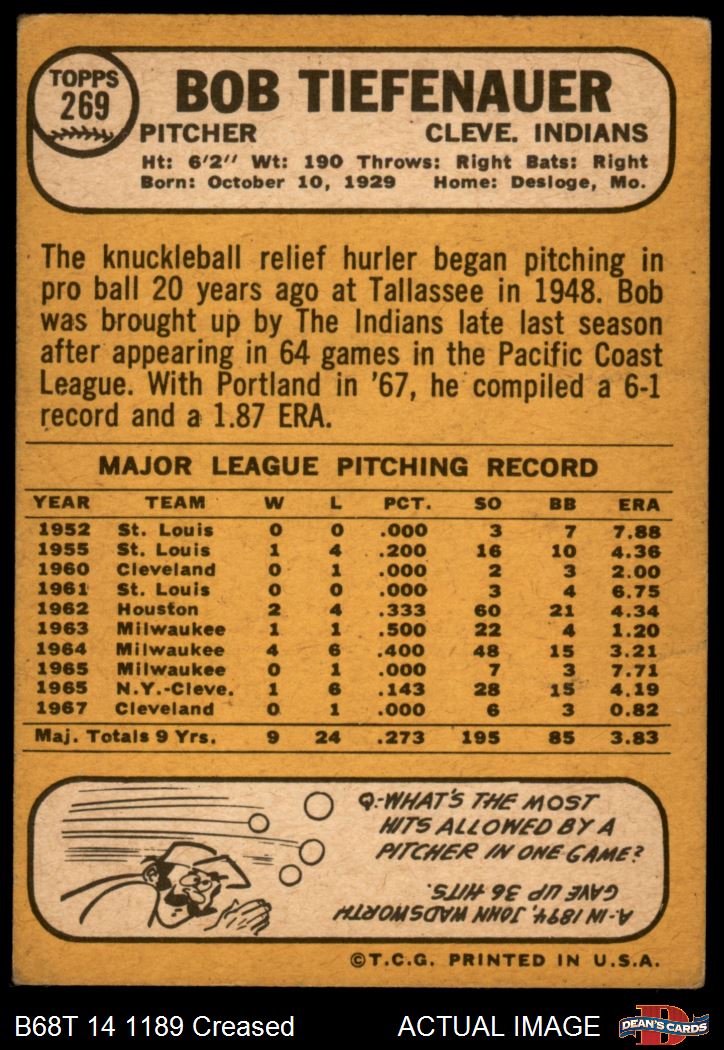 TOPPS
269
BOB TIEFENAUER
PITCHER CLEVE. INDIANS
Ht: 6'2'' Wt: 190 Throws: Right Bats: Right
Born: October 10, 1929 Home: Desloge, Mo.
The knuckleball relief hurler began pitching in
pro ball 20 years ago at Tallassee in 1948. Bob
was brought up by The Indians late last season
after appearing in 64 games in the Pacific Coast
League. With Portland in '67, he compiled a 6-1
record and a 1.87 ERA.
MAJOR LEAGUE PITCHING RECORD
YEAR TEAM W L PCT. SO BB ERA
1952 St. Louis 0 0 .000 3 7 7.88
1955 St. Louis 1 4 .200 16 10 4.36
1960 Cleveland 0 1 .000 2 3 2.00
1961 St. Louis 0 0 .000 3 4 6.75
1962 Houston 2 4 .333 60 21 4.34
1963 Milwaukee 1 1 .500 22 4 1.20
1964 Milwaukee 4 6 .400 48 15 3.21
1965 Milwaukee 0 1 .000 7 3 7.71
1965 N.Y.-Cleve. 1 6 .143 28 15 4.19
1967 Cleveland 0 1 .000 6 3 0.82
Maj. Totals 9 Yrs. 9 24 .273 195 85 3.83
Q.-WHAT'S THE MOST
HITS ALLOWED BY A
PITCHER IN ONE GAME?
A-IN 1894, JOHN WADSWORTH
GAVE UP 36 HITS.
©T.C.G. PRINTED IN U.S.A.
B68T 14 1189 Creased ACTUAL IMAGE
D
DEAN'S CARDS